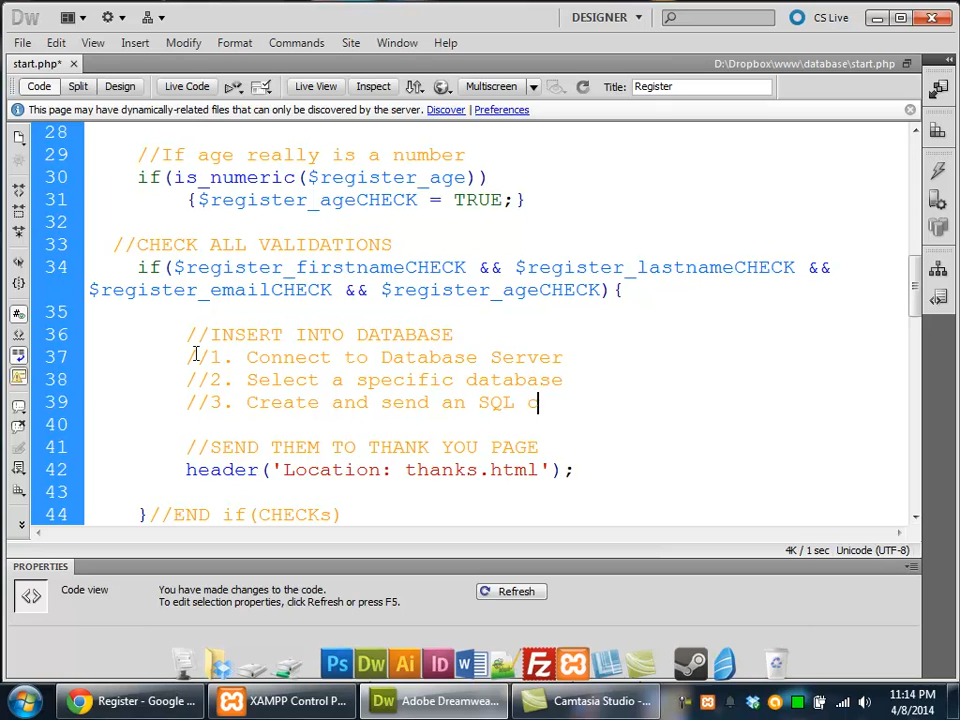 Dw
DESIGNER
CS Live
File Edit View Insert Modify Format Commands Site Window Help
start.php* D:\Dropbox\www\database\start.php
Code Split Design Live Code Live View Inspect Multiscreen Title: Register
This page may have dynamically-related files that can only be discovered by the server. Discover | Preferences
28
29 //If age really is a number
30 if(is_numeric($register_age))
31 {$register_ageCHECK = TRUE;}
32
33 //CHECK ALL VALIDATIONS
34 if($register_firstnameCHECK && $register_lastnameCHECK &&
$register_emailCHECK && $register_ageCHECK){
35
36 //INSERT INTO DATABASE
37 //1. Connect to Database Server
38 //2. Select a specific database
39 //3. Create and send an SQL c
40
41 //SEND THEM TO THANK YOU PAGE
42 header('Location: thanks.html');
43
44 }//END if(CHECKs)
4K / 1 sec Unicode (UTF-8)
PROPERTIES
Code view You have made changes to the code. Refresh
To edit selection properties, click Refresh or press F5.
Ps Dw Ai Id W Fz
Register - Google ... XAMPP Control P... Adobe Dreamwea... Camtasia Studio -... 11:14 PM
4/8/2014